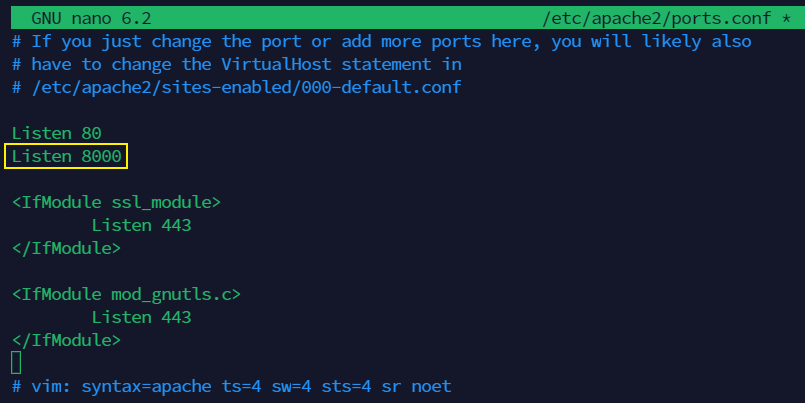 GNU nano 6.2 /etc/apache2/ports.conf *
# If you just change the port or add more ports here, you will likely also
# have to change the VirtualHost statement in
# /etc/apache2/sites-enabled/000-default.conf
Listen 80
Listen 8000
<IfModule ssl_module>
        Listen 443
</IfModule>
<IfModule mod_gnutls.c>
        Listen 443
</IfModule>
# vim: syntax=apache ts=4 sw=4 sts=4 sr noet